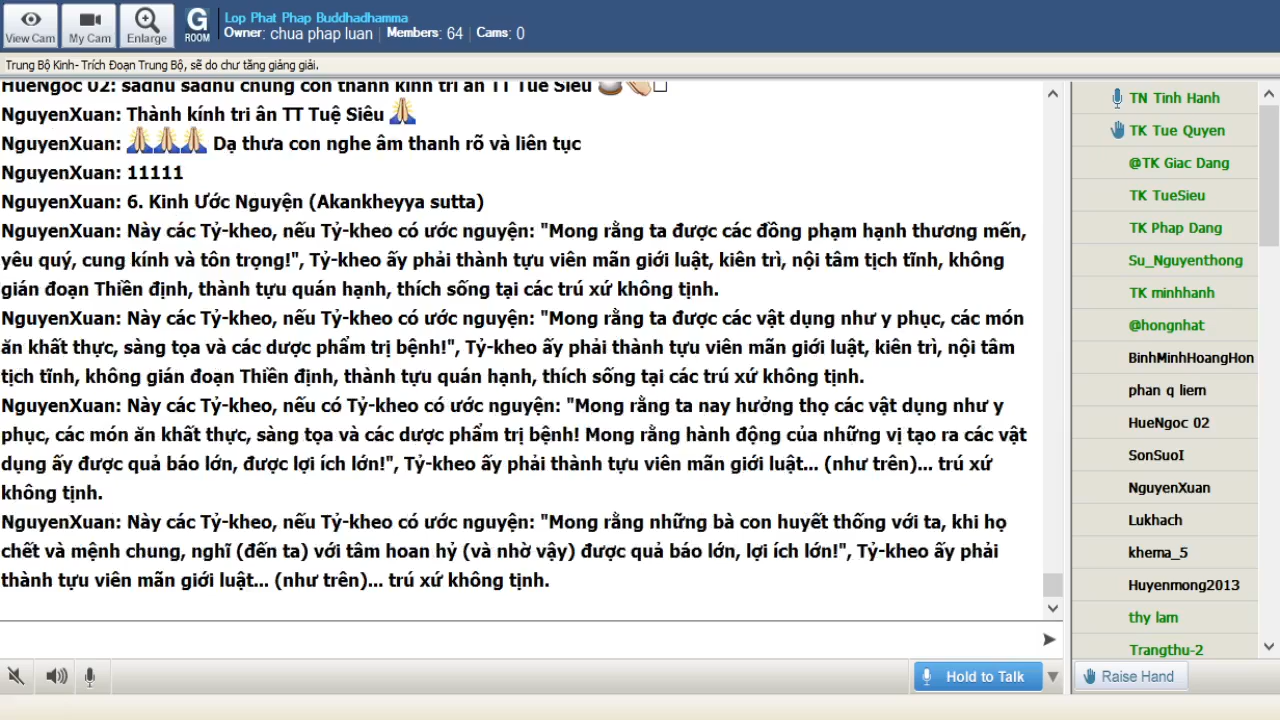 View Cam
My Cam
Enlarge
G
ROOM
Lop Phat Phap Buddhadhamma
Owner: chua phap luan | Members: 64 | Cams: 0
Trung Bộ Kinh- Trích Đoạn Trung Bộ, sẽ do chư tăng giảng giải.
HueNgoc 02: sadhu sadhu chung con thanh kinh tri an TT Tue Sieu
NguyenXuan: Thành kính tri ân TT Tuệ Siêu
NguyenXuan: Dạ thưa con nghe âm thanh rõ và liên tục
NguyenXuan: 11111
NguyenXuan: 6. Kinh Ước Nguyện (Akankheyya sutta)
NguyenXuan: Này các Tỷ-kheo, nếu Tỷ-kheo có ước nguyện: "Mong rằng ta được các đồng phạm hạnh thương mến,
yêu quý, cung kính và tôn trọng!", Tỷ-kheo ấy phải thành tựu viên mãn giới luật, kiên trì, nội tâm tịch tĩnh, không
gián đoạn Thiền định, thành tựu quán hạnh, thích sống tại các trú xứ không tịnh.
NguyenXuan: Này các Tỷ-kheo, nếu Tỷ-kheo có ước nguyện: "Mong rằng ta được các vật dụng như y phục, các món
ăn khất thực, sàng tọa và các dược phẩm trị bệnh!", Tỷ-kheo ấy phải thành tựu viên mãn giới luật, kiên trì, nội tâm
tịch tĩnh, không gián đoạn Thiền định, thành tựu quán hạnh, thích sống tại các trú xứ không tịnh.
NguyenXuan: Này các Tỷ-kheo, nếu có Tỷ-kheo có ước nguyện: "Mong rằng ta nay hưởng thọ các vật dụng như y
phục, các món ăn khất thực, sàng tọa và các dược phẩm trị bệnh! Mong rằng hành động của những vị tạo ra các vật
dụng ấy được quả báo lớn, được lợi ích lớn!", Tỷ-kheo ấy phải thành tựu viên mãn giới luật... (như trên)... trú xứ
không tịnh.
NguyenXuan: Này các Tỷ-kheo, nếu Tỷ-kheo có ước nguyện: "Mong rằng những bà con huyết thống với ta, khi họ
chết và mệnh chung, nghĩ (đến ta) với tâm hoan hỷ (và nhờ vậy) được quả báo lớn, lợi ích lớn!", Tỷ-kheo ấy phải
thành tựu viên mãn giới luật... (như trên)... trú xứ không tịnh.
Hold to Talk
TN Tinh Hanh
TK Tue Quyen
@TK Giac Dang
TK TueSieu
TK Phap Dang
Su_Nguyenthong
TK minhhanh
@hongnhat
BinhMinhHoangHon
phan q liem
HueNgoc 02
SonSuoI
NguyenXuan
Lukhach
khema_5
Huyenmong2013
thy lam
Trangthu-2
Raise Hand